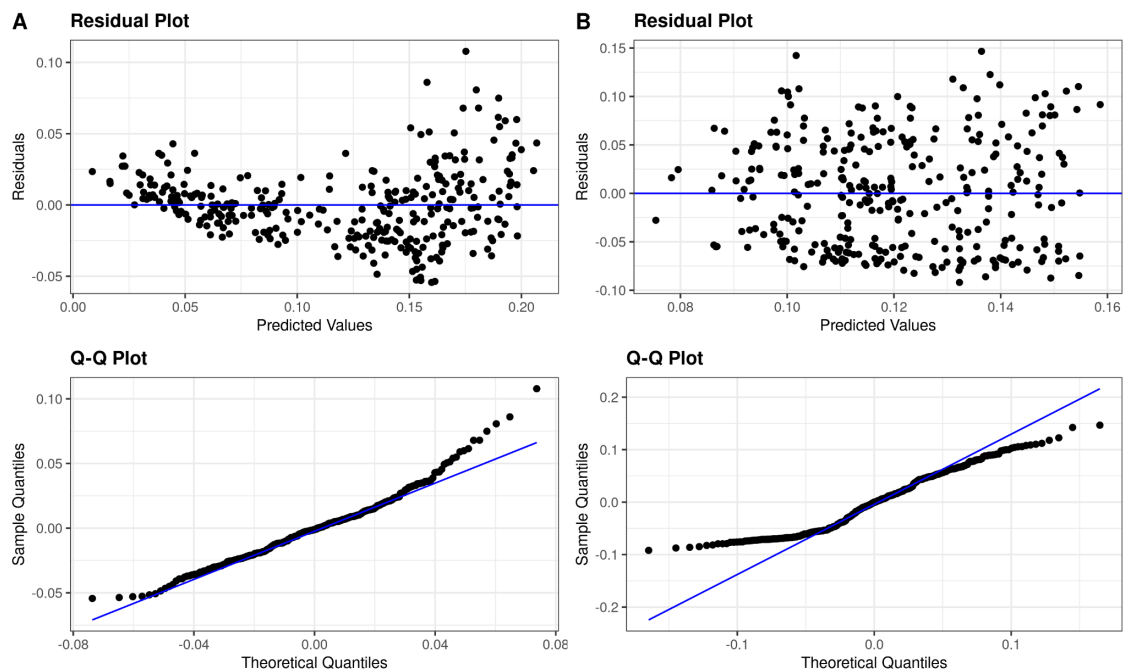 A
Residual Plot
0.10
0.05
0.00
-0.05
Residuals
0.00 0.05 0.10 0.15 0.20
Predicted Values
B
Residual Plot
0.15
0.10
0.05
0.00
-0.05
-0.10
Residuals
0.08 0.10 0.12 0.14 0.16
Predicted Values
Q-Q Plot
0.10
0.05
0.00
-0.05
Sample Quantiles
-0.08 -0.04 0.00 0.04 0.08
Theoretical Quantiles
Q-Q Plot
0.2
0.1
0.0
-0.1
-0.2
Sample Quantiles
-0.1 0.0 0.1
Theoretical Quantiles